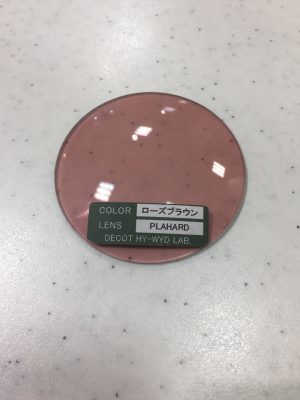 COLOR ローズブラウン
LENS PLAHARD
DECOT HY-WYD LAB.